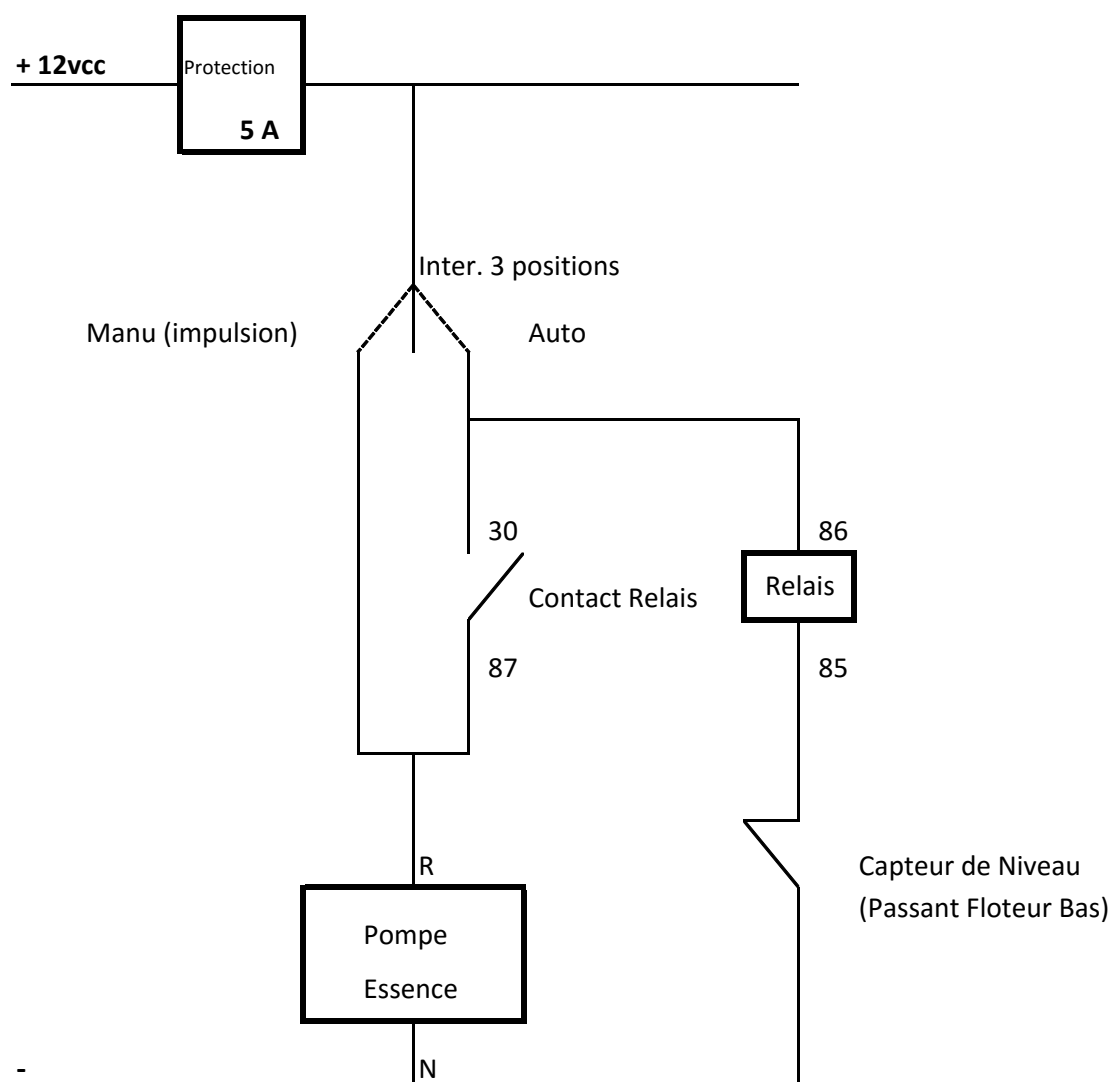 + 12vcc
Protection
5 A
Inter. 3 positions
Manu (impulsion)
Auto
30
86
Contact Relais
Relais
87
85
R
Capteur de Niveau
(Passant Floteur Bas)
Pompe
Essence
-
N